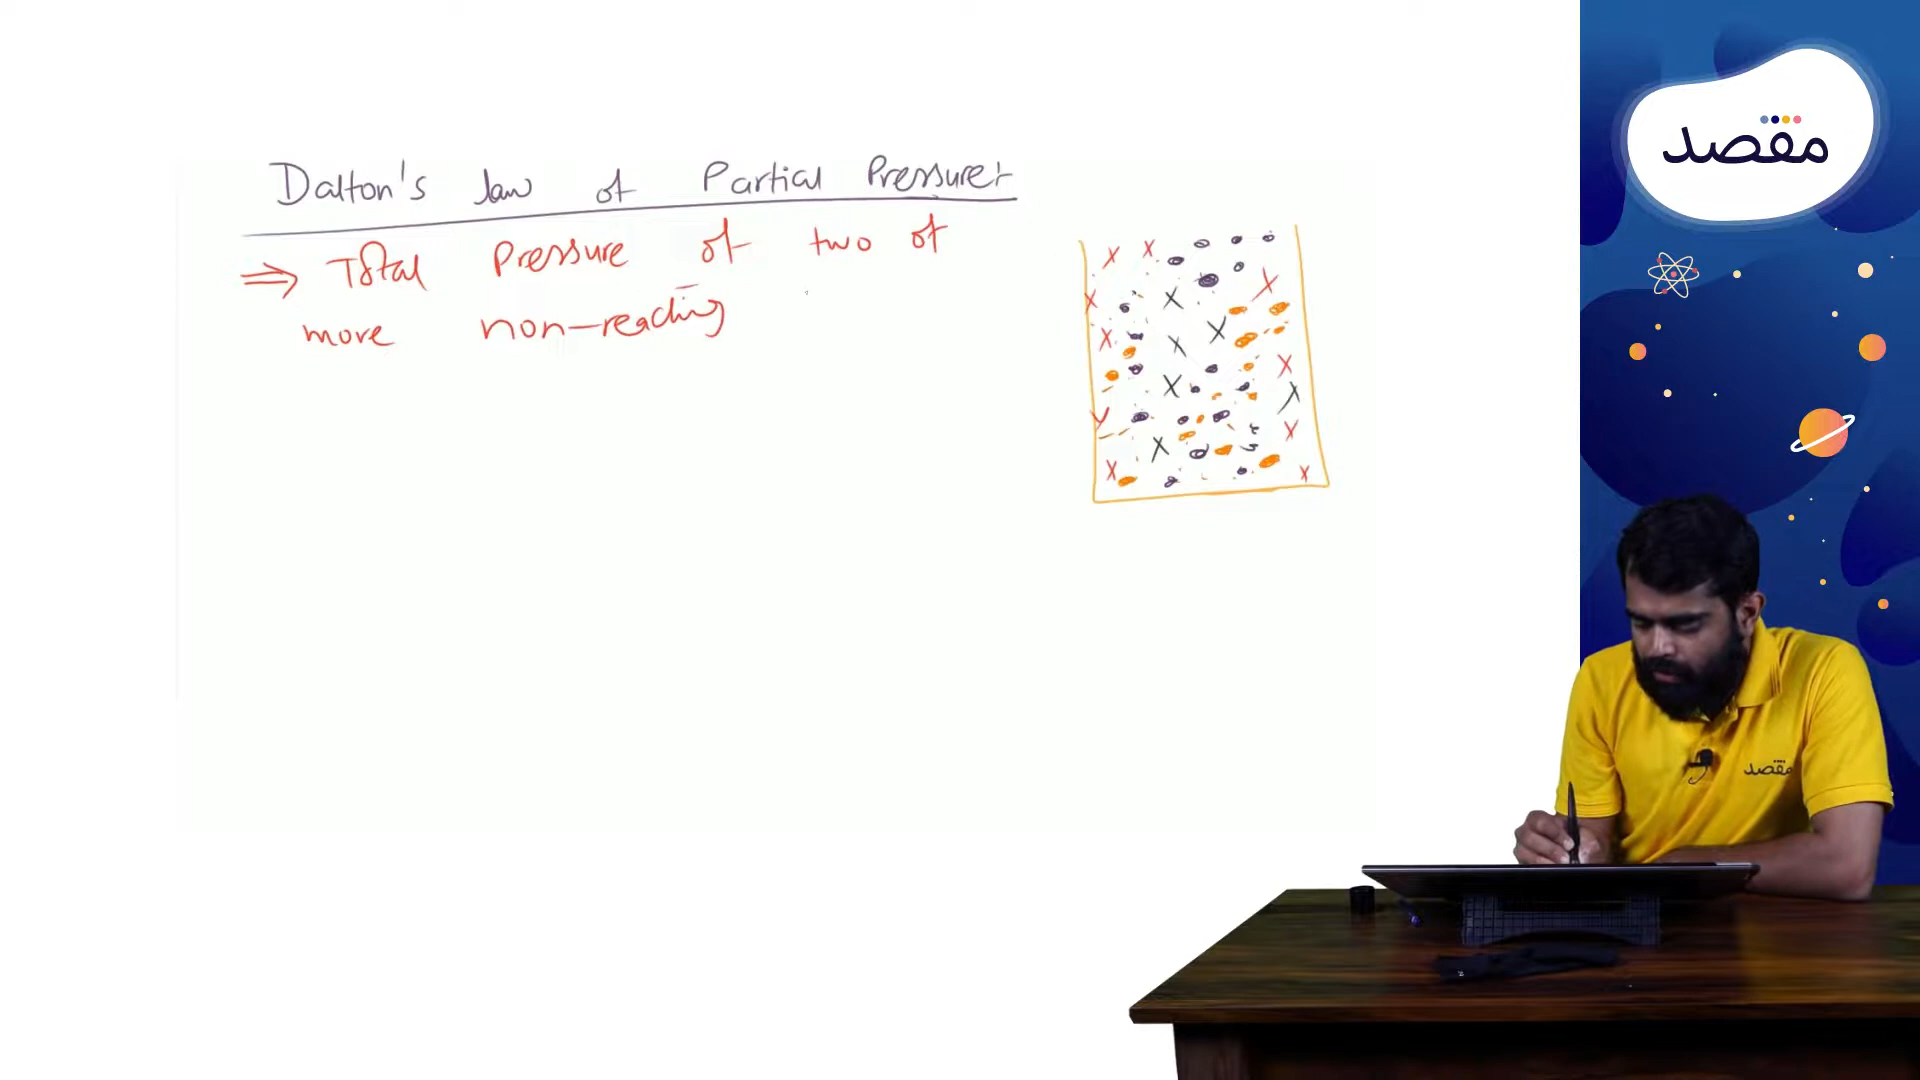 Dalton's law of Partial Pressure:
⇒ Total Pressure of two of
more non-reacting
مقصد
مقصد